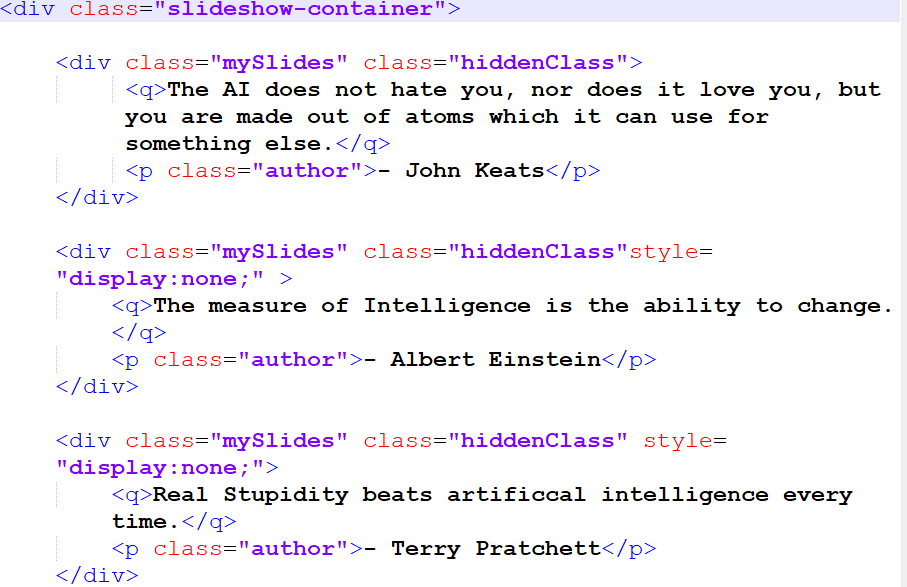 <div class="slideshow-container">
<div class="mySlides" class="hiddenClass">
<q>The AI does not hate you, nor does it love you, but
you are made out of atoms which it can use for
something else.</q>
<p class="author">- John Keats</p>
</div>
<div class="mySlides" class="hiddenClass"style=
"display:none;" >
<q>The measure of Intelligence is the ability to change.
</q>
<p class="author">- Albert Einstein</p>
</div>
<div class="mySlides" class="hiddenClass" style=
"display:none;">
<q>Real Stupidity beats artificcal intelligence every
time.</q>
<p class="author">- Terry Pratchett</p>
</div>